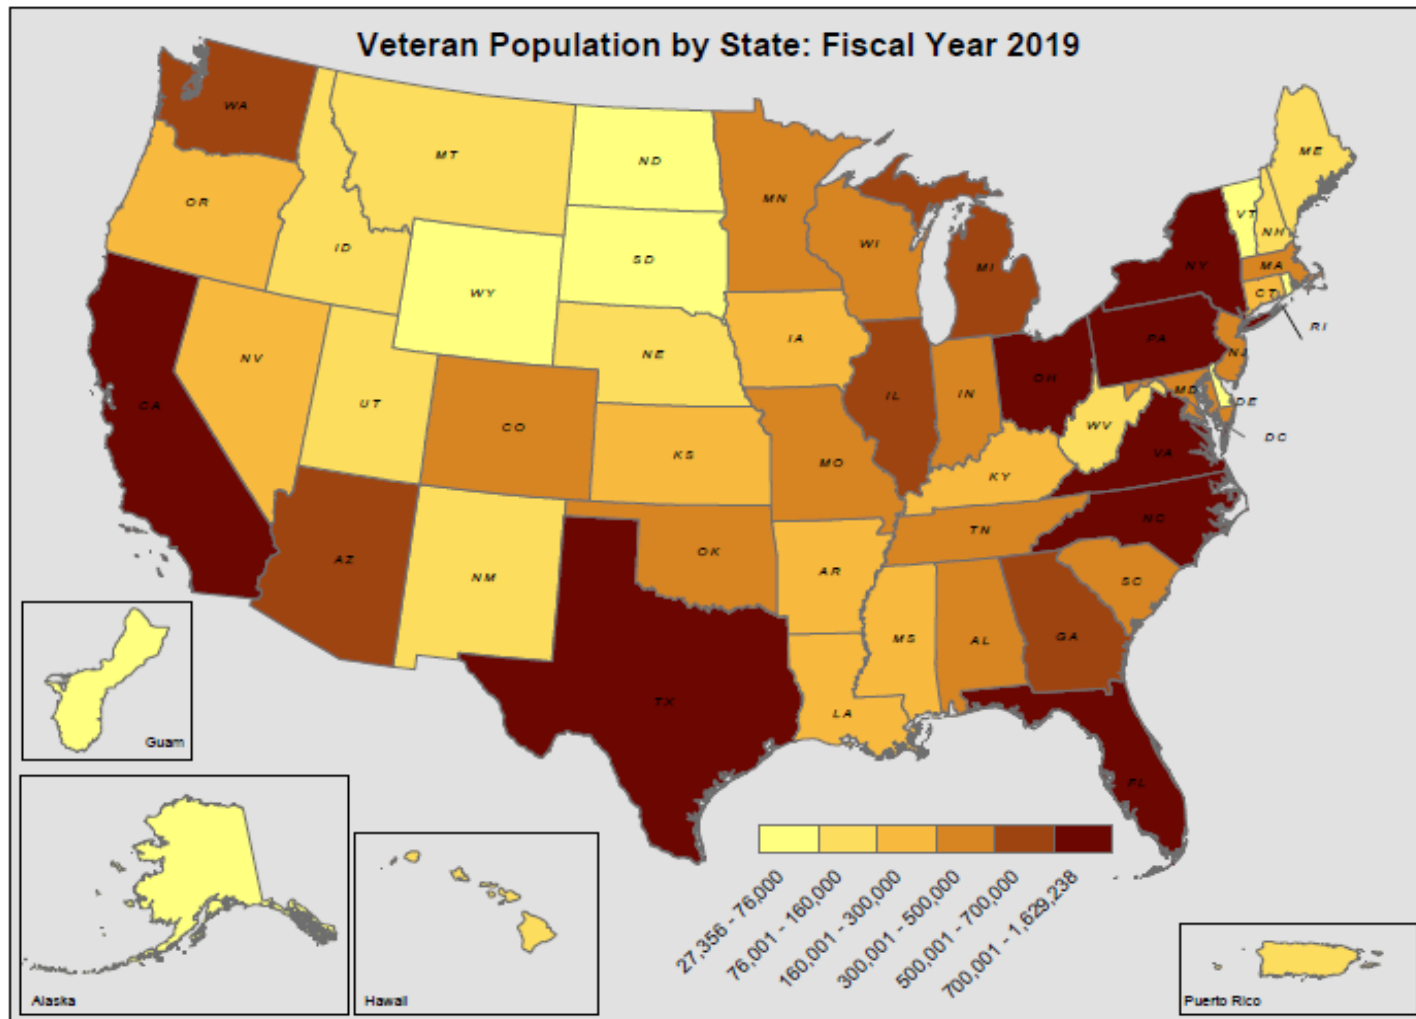 Veteran Population by State: Fiscal Year 2019
WA
MT
ND
MN
ME
OR
ID
SD
WI
MI
VT
NH
NY
MA
WY
CT
RI
NV
NE
IA
PA
NJ
CA
UT
CO
IL
IN
OH
MD
DE
DC
KS
MO
KY
WV
VA
AZ
NM
OK
AR
TN
NC
SC
MS
AL
GA
TX
LA
FL
Guam
Alaska
Hawaii
27,356 - 76,000
76,001 - 160,000
160,001 - 300,000
300,001 - 500,000
500,001 - 700,000
700,001 - 1,629,238
Puerto Rico